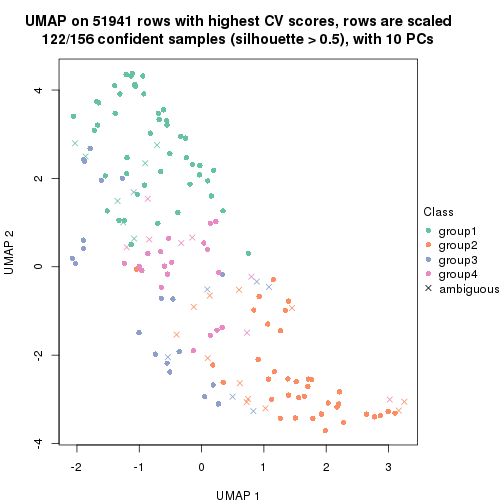 UMAP on 51941 rows with highest CV scores, rows are scaled
122/156 confident samples (silhouette > 0.5), with 10 PCs
4
2
0
-2
-4
UMAP 2
-2
-1
0
1
2
3
UMAP 1
Class
group1
group2
group3
group4
ambiguous